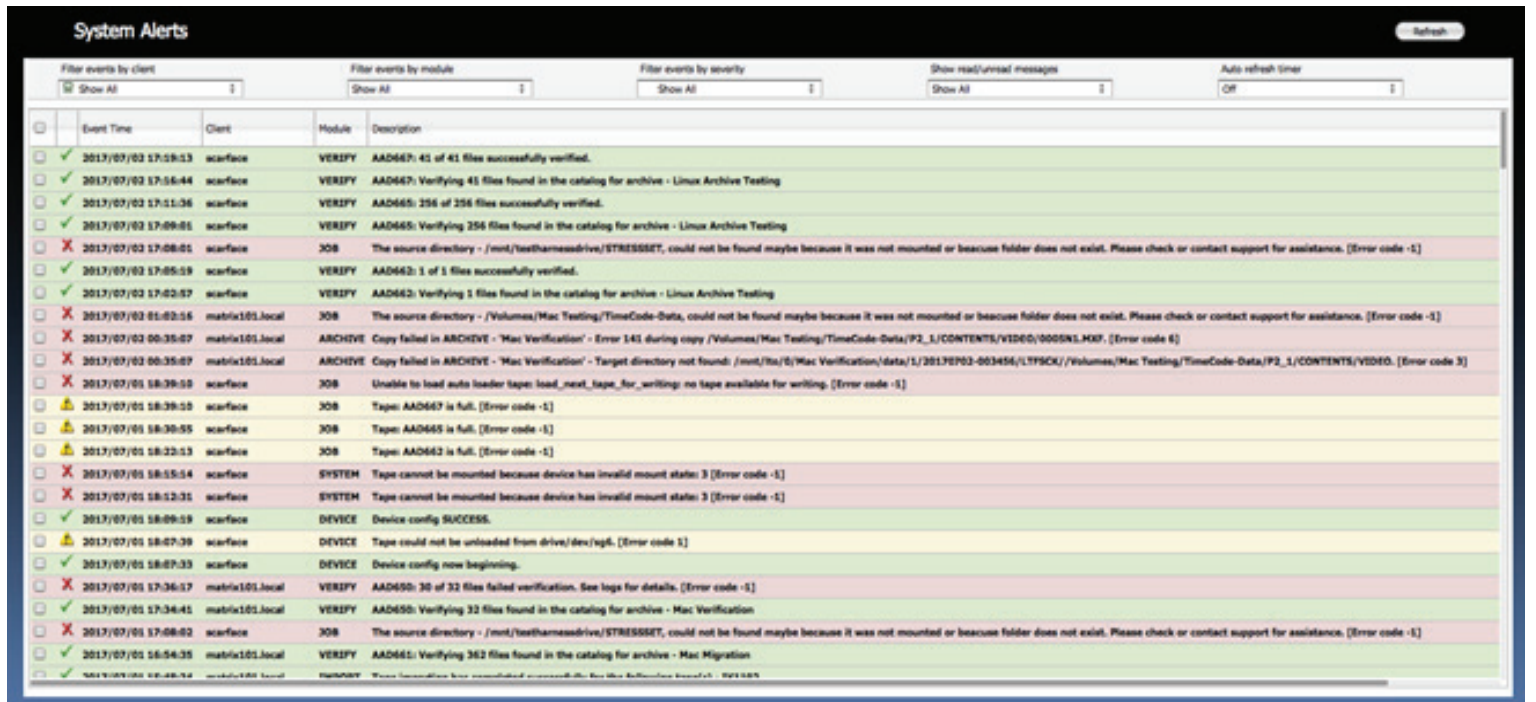 System Alerts
Refresh
Filter events by client
Filter events by module
Filter events by severity
Show read/unread messages
Auto refresh timer
Show All
Show All
Show All
Show All
Off
Event Time Client Module Description
2017/07/02 17:19:13 scarface VERIFY AAD667: 41 of 41 files successfully verified.
2017/07/02 17:16:44 scarface VERIFY AAD667: Verifying 41 files found in the catalog for archive - Linux Archive Testing
2017/07/02 17:11:36 scarface VERIFY AAD665: 256 of 256 files successfully verified.
2017/07/02 17:09:01 scarface VERIFY AAD665: Verifying 256 files found in the catalog for archive - Linux Archive Testing
2017/07/02 17:08:01 scarface JOB The source directory - /mnt/testharnessdrive/STRESSSET, could not be found maybe because it was not mounted or beacuse folder does not exist. Please check or contact support for assistance. [Error code -1]
2017/07/02 17:05:19 scarface VERIFY AAD662: 1 of 1 files successfully verified.
2017/07/02 17:02:57 scarface VERIFY AAD662: Verifying 1 files found in the catalog for archive - Linux Archive Testing
2017/07/02 01:02:16 matrix101.local JOB The source directory - /Volumes/Mac Testing/TimeCode-Data, could not be found maybe because it was not mounted or beacuse folder does not exist. Please check or contact support for assistance. [Error code -1]
2017/07/02 00:35:07 matrix101.local ARCHIVE Copy failed in ARCHIVE - 'Mac Verification' - Error 141 during copy /Volumes/Mac Testing/TimeCode-Data/P2_1/CONTENTS/VIDEO/0005N1.MXF. [Error code 6]
2017/07/02 00:35:07 matrix101.local ARCHIVE Copy failed in ARCHIVE - 'Mac Verification' - Target directory not found: /mnt/lto/0/Mac Verification/data/1/20170702-003456/LTFSCK//Volumes/Mac Testing/TimeCode-Data/P2_1/CONTENTS/VIDEO. [Error code 3]
2017/07/01 18:39:10 scarface JOB Unable to load auto loader tape: load_next_tape_for_writing: no tape available for writing. [Error code -1]
2017/07/01 18:39:10 scarface JOB Tape: AAD667 is full. [Error code -1]
2017/07/01 18:30:55 scarface JOB Tape: AAD665 is full. [Error code -1]
2017/07/01 18:22:13 scarface JOB Tape: AAD662 is full. [Error code -1]
2017/07/01 18:15:14 scarface SYSTEM Tape cannot be mounted because device has invalid mount state: 3 [Error code -1]
2017/07/01 18:12:31 scarface SYSTEM Tape cannot be mounted because device has invalid mount state: 3 [Error code -1]
2017/07/01 18:09:19 scarface DEVICE Device config SUCCESS.
2017/07/01 18:07:39 scarface DEVICE Tape could not be unloaded from drive/dev/sg6. [Error code 1]
2017/07/01 18:07:33 scarface DEVICE Device config now beginning.
2017/07/01 17:36:17 matrix101.local VERIFY AAD650: 30 of 32 files failed verification. See logs for details. [Error code -1]
2017/07/01 17:34:41 matrix101.local VERIFY AAD650: Verifying 32 files found in the catalog for archive - Mac Verification
2017/07/01 17:08:02 scarface JOB The source directory - /mnt/testharnessdrive/STRESSSET, could not be found maybe because it was not mounted or beacuse folder does not exist. Please check or contact support for assistance. [Error code -1]
2017/07/01 16:54:35 matrix101.local VERIFY AAD661: Verifying 362 files found in the catalog for archive - Mac Migration
matrix101.local IMPORT Tape importing has completed successfully for the following tape(s) -